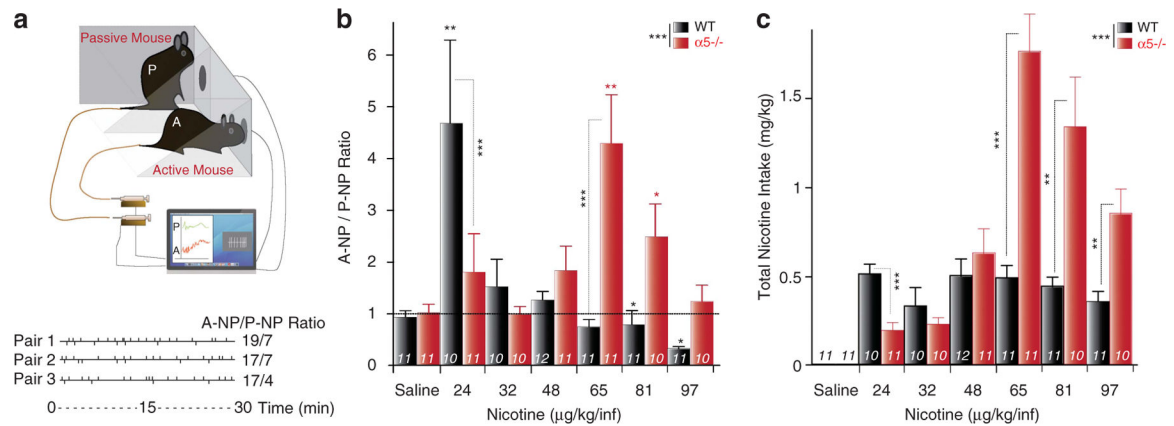 a
Passive Mouse
P
A
Active Mouse
P
A
A-NP/P-NP Ratio
Pair 1 19/7
Pair 2 17/7
Pair 3 17/4
0 15 30 Time (min)
b
WT
α5-/-
***
A-NP / P-NP Ratio
6
5
4
3
2
1
0
**
***
***
**
*
*
*
11 11 10 11 10 10 12 11 11 11 11 10 11 11
Saline 24 32 48 65 81 97
Nicotine (μg/kg/inf)
c
WT
α5-/-
***
Total Nicotine Intake (mg/kg)
1.5
1
0.5
0
***
***
**
**
11 11 10 11 10 10 12 11 11 11 11 10 11 11
Saline 24 32 48 65 81 97
Nicotine (μg/kg/inf)